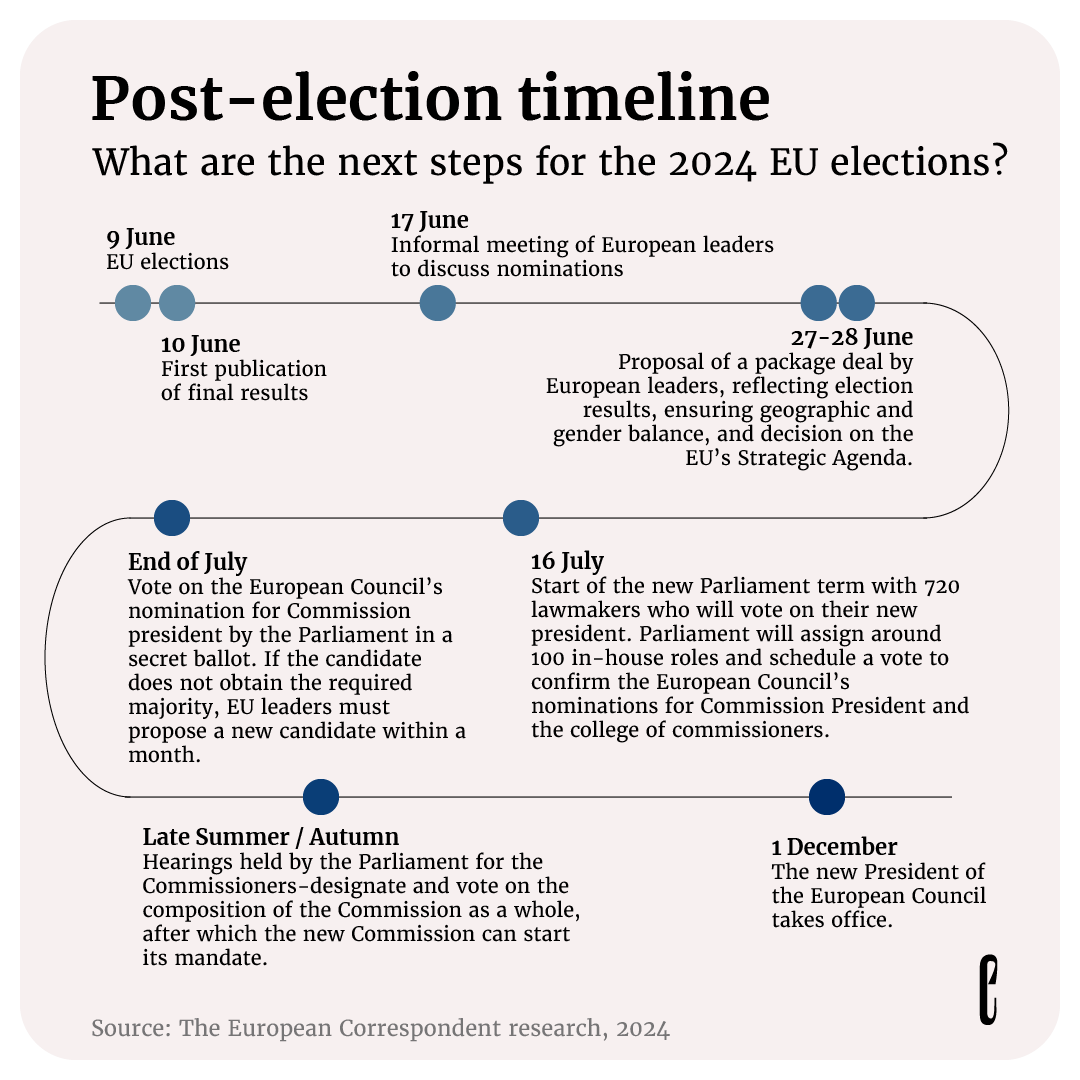 Post-election timeline
What are the next steps for the 2024 EU elections?
9 June
EU elections
17 June
Informal meeting of European leaders
to discuss nominations
10 June
First publication
of final results
27-28 June
Proposal of a package deal by
European leaders, reflecting election
results, ensuring geographic and
gender balance, and decision on the
EU's Strategic Agenda.
16 July
Start of the new Parliament term with 720
lawmakers who will vote on their new
president. Parliament will assign around
100 in-house roles and schedule a vote to
confirm the European Council's
nominations for Commission President and
the college of commissioners.
End of July
Vote on the European Council's
nomination for Commission
president by the Parliament in a
secret ballot. If the candidate
does not obtain the required
majority, EU leaders must
propose a new candidate within a
month.
Late Summer / Autumn
Hearings held by the Parliament for the
Commissioners-designate and vote on the
composition of the Commission as a whole,
after which the new Commission can start
its mandate.
1 December
The new President of
the European Council
takes office.
e
Source: The European Correspondent research, 2024